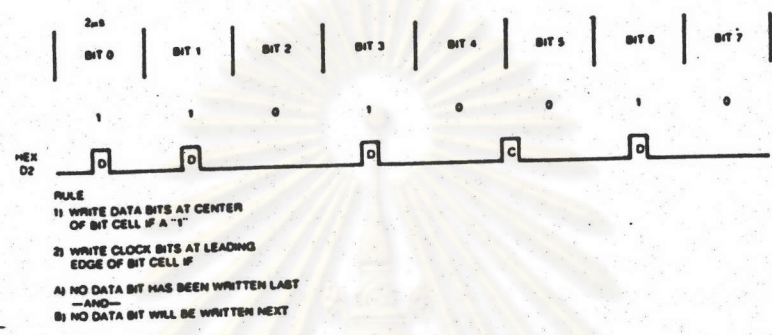 2μs
BIT 0 BIT 1 BIT 2 BIT 3 BIT 4 BIT 5 BIT 6 BIT 7
1 1 0 1 0 0 1 0
HEX
D2
D D D C D
RULE
1) WRITE DATA BITS AT CENTER
OF BIT CELL IF A "1"
2) WRITE CLOCK BITS AT LEADING
EDGE OF BIT CELL IF
A) NO DATA BIT HAS BEEN WRITTEN LAST
—AND—
B) NO DATA BIT WILL BE WRITTEN NEXT